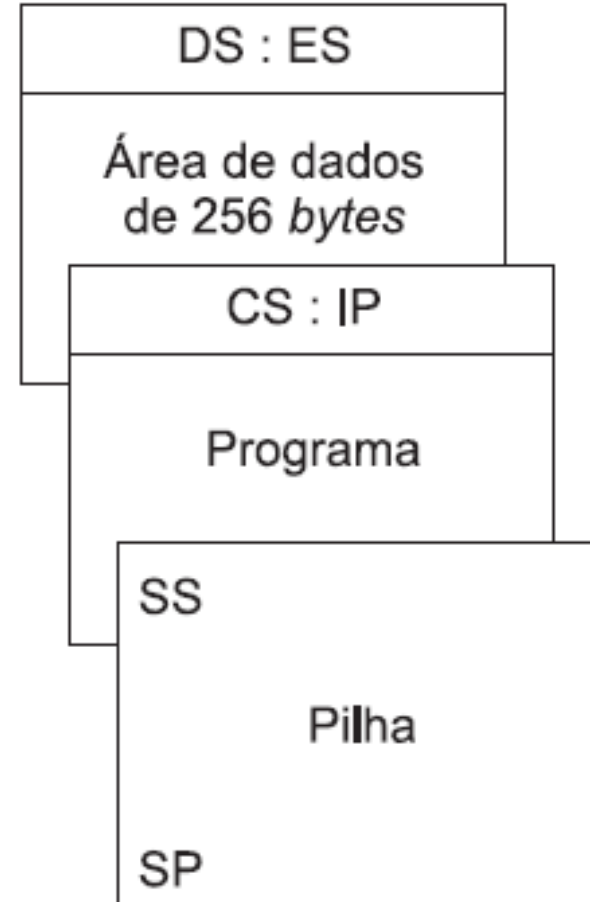 DS : ES
Área de dados
de 256 bytes
CS : IP
Programa
SS
Pilha
SP